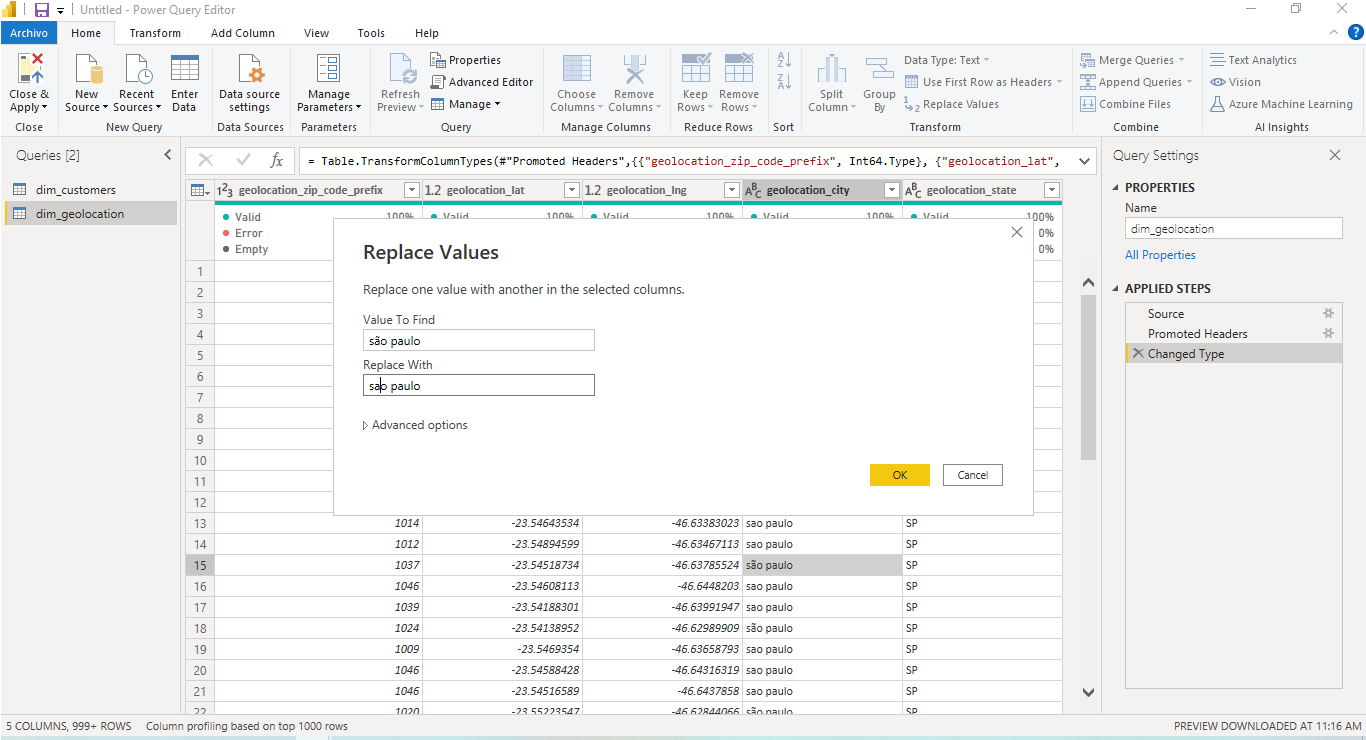 Untitled - Power Query Editor
Archivo Home Transform Add Column View Tools Help
Close & Apply
Close
New Source Recent Sources Enter Data
New Query
Data source settings
Data Sources
Manage Parameters
Parameters
Refresh Preview
Properties
Advanced Editor
Manage
Query
Choose Columns Remove Columns
Manage Columns
Keep Rows Remove Rows
Reduce Rows
Sort
Split Column Group By
Data Type: Text
Use First Row as Headers
Replace Values
Transform
Merge Queries
Append Queries
Combine Files
Combine
Text Analytics
Vision
Azure Machine Learning
AI Insights
Queries [2]
dim_customers
dim_geolocation
= Table.TransformColumnTypes(#"Promoted Headers",{{"geolocation_zip_code_prefix", Int64.Type}, {"geolocation_lat",
geolocation_zip_code_prefix 1.2 geolocation_lat 1.2 geolocation_lng geolocation_city geolocation_state
Valid 100% Valid 100% Valid 100% Valid 100% Valid 100%
Error 0%
Empty 0%
1
2
3
4
5
6
7
8
9
10
11
12
Replace Values
Replace one value with another in the selected columns.
Value To Find
são paulo
Replace With
sao paulo
Advanced options
OK Cancel
13 1014 -23.54643534 -46.63383023 sao paulo SP
14 1012 -23.54894599 -46.63467113 sao paulo SP
15 1037 -23.54518734 -46.63785524 são paulo SP
16 1046 -23.54608113 -46.6448203 sao paulo SP
17 1039 -23.54188301 -46.63991947 sao paulo SP
18 1024 -23.54138952 -46.62989909 são paulo SP
19 1009 -23.5469354 -46.63658793 sao paulo SP
20 1046 -23.54588428 -46.64316319 sao paulo SP
21 1046 -23.54516589 -46.6437858 sao paulo SP
22 1020 -23.55223547 -46.62844066 são paulo SP
Query Settings
PROPERTIES
Name
dim_geolocation
All Properties
APPLIED STEPS
Source
Promoted Headers
Changed Type
5 COLUMNS, 999+ ROWS Column profiling based on top 1000 rows
PREVIEW DOWNLOADED AT 11:16 AM